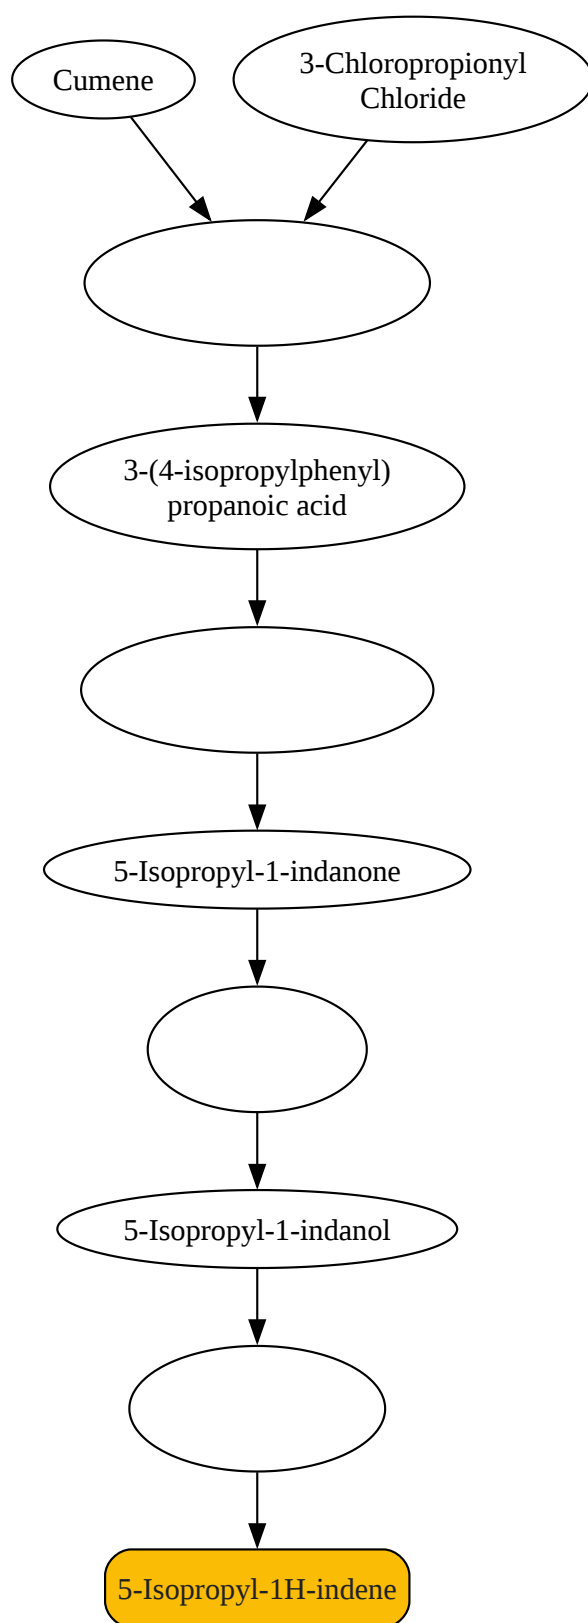 Cumene
3-Chloropropionyl
Chloride
3-(4-isopropylphenyl)
propanoic acid
5-Isopropyl-1-indanone
5-Isopropyl-1-indanol
5-Isopropyl-1H-indene